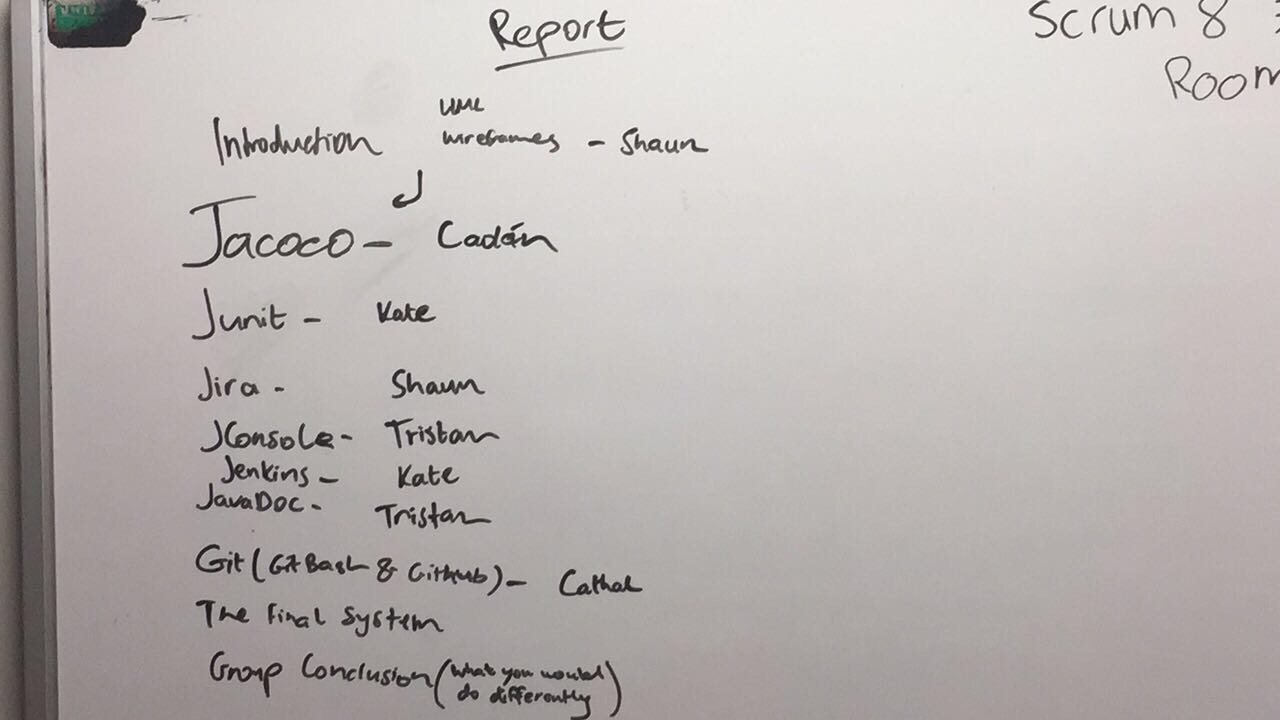 Report
Scrum 8
Room
UML
Introduction wireframes - Shaun
Jacoco - Cadán
Junit - Kate
Jira - Shaun
JConsole - Tristan
Jenkins - Kate
JavaDoc - Tristan
Git (Git Bash & Github) - Cathal
The Final System
Group Conclusion (what you would
do differently)